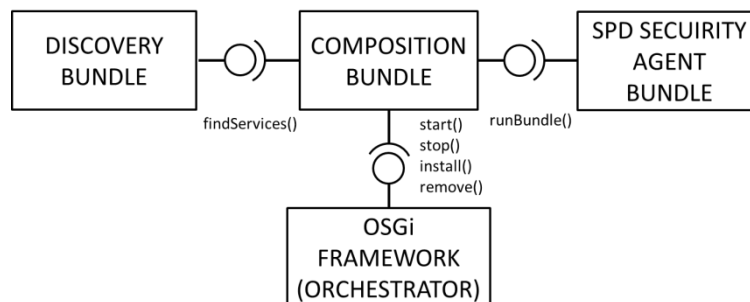 DISCOVERY
BUNDLE
COMPOSITION
BUNDLE
SPD SECUIRITY
AGENT
BUNDLE
findServices()
start()
stop()
install()
remove()
runBundle()
OSGi
FRAMEWORK
(ORCHESTRATOR)